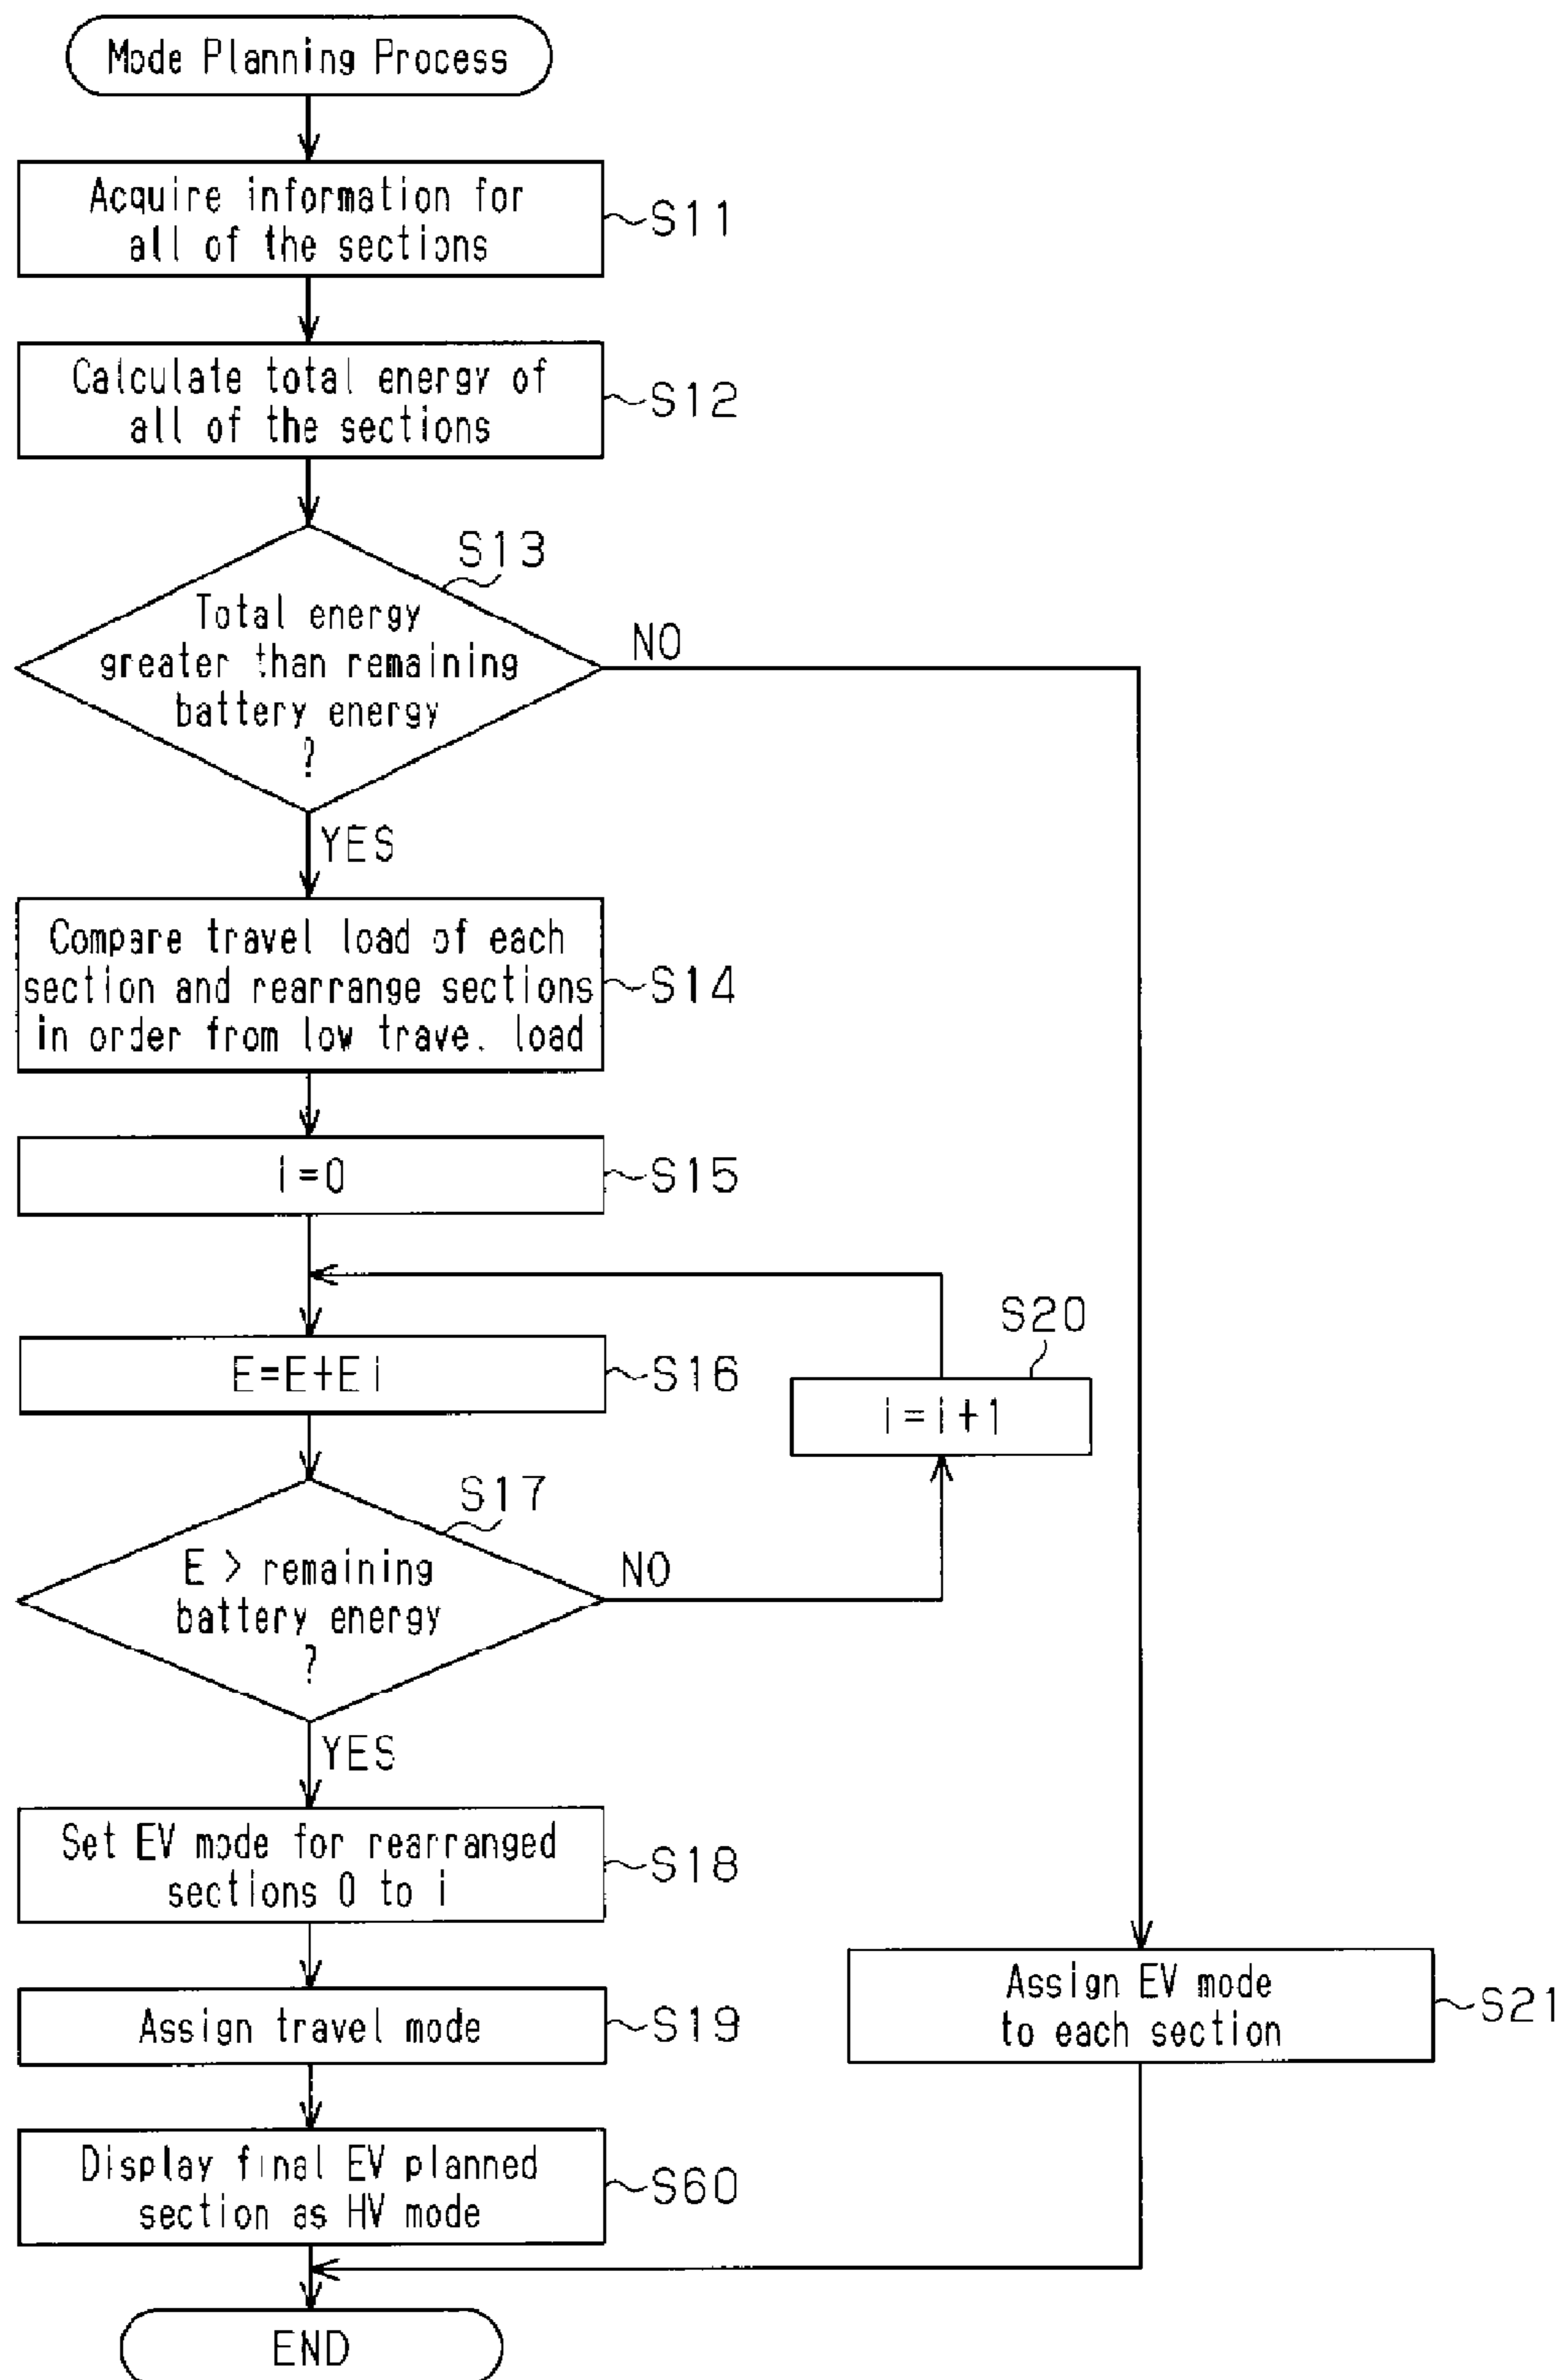 Mode Planning Process
Acquire information for
all of the sections
S11
Calculate total energy of
all of the sections
S12
S13
Total energy
greater than remaining
battery energy
?
NO
YES
Compare travel load of each
section and rearrange sections
in order from low trave. load
S14
i=0
S15
S20
E=E+Ei
S16
i=i+1
S17
E > remaining
battery energy
?
NO
YES
Set EV mode for rearranged
sections 0 to i
S18
Assign travel mode
S19
Assign EV mode
to each section
S21
Display final EV planned
section as HV mode
S60
END